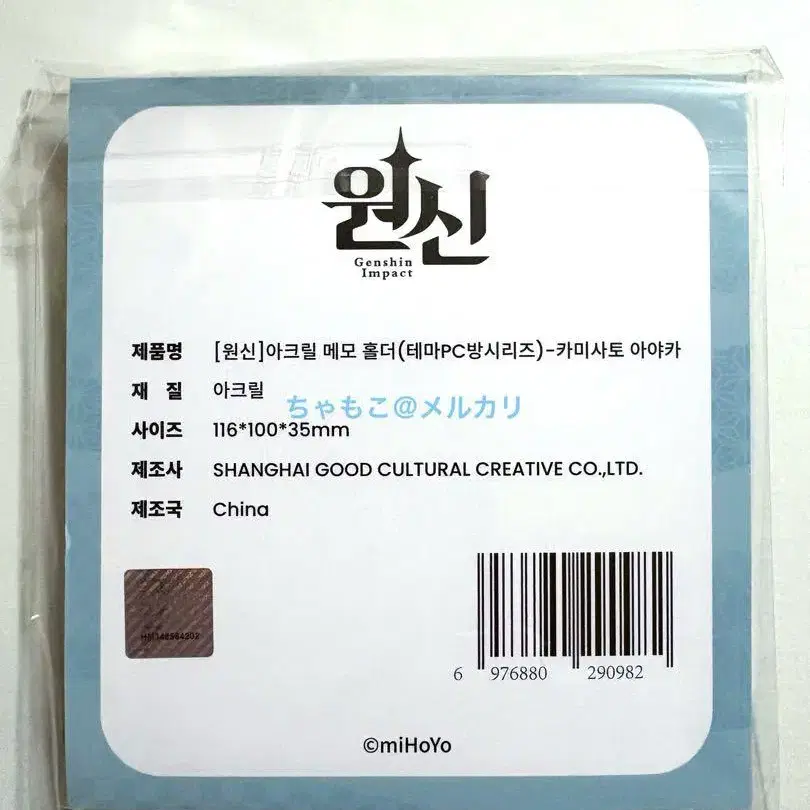 원신
Genshin
Impact
제품명 [원신]아크릴 메모 홀더(테마PC방시리즈)-카미사토 아야카
재 질 아크릴
ちゃもこ@メルカリ
사이즈 116*100*35mm
제조사 SHANGHAI GOOD CULTURAL CREATIVE CO.,LTD.
제조국 China
6 976880 290982
©miHoYo